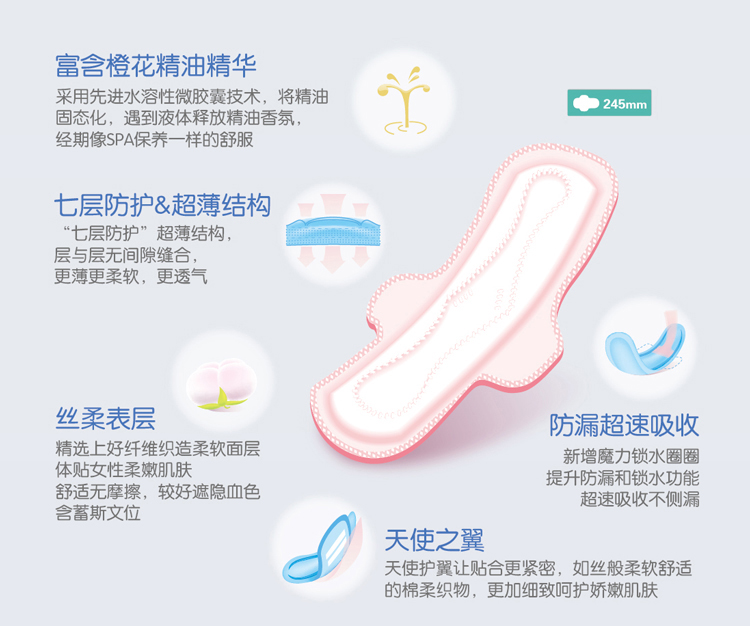 富含橙花精油精华
采用先进水溶性微胶囊技术，将精油
固态化，遇到液体释放精油香氛，
经期像SPA保养一样的舒服
245mm
七层防护&超薄结构
“七层防护”超薄结构，
层与层无间隙缝合，
更薄更柔软，更透气
丝柔表层
精选上好纤维织造柔软面层
体贴女性柔嫩肌肤
舒适无摩擦，较好遮隐血色
含蓄斯文位
防漏超速吸收
新增魔力锁水圈圈
提升防漏和锁水功能
超速吸收不侧漏
天使之翼
天使护翼让贴合更紧密，如丝般柔软舒适
的棉柔织物，更加细致呵护娇嫩肌肤